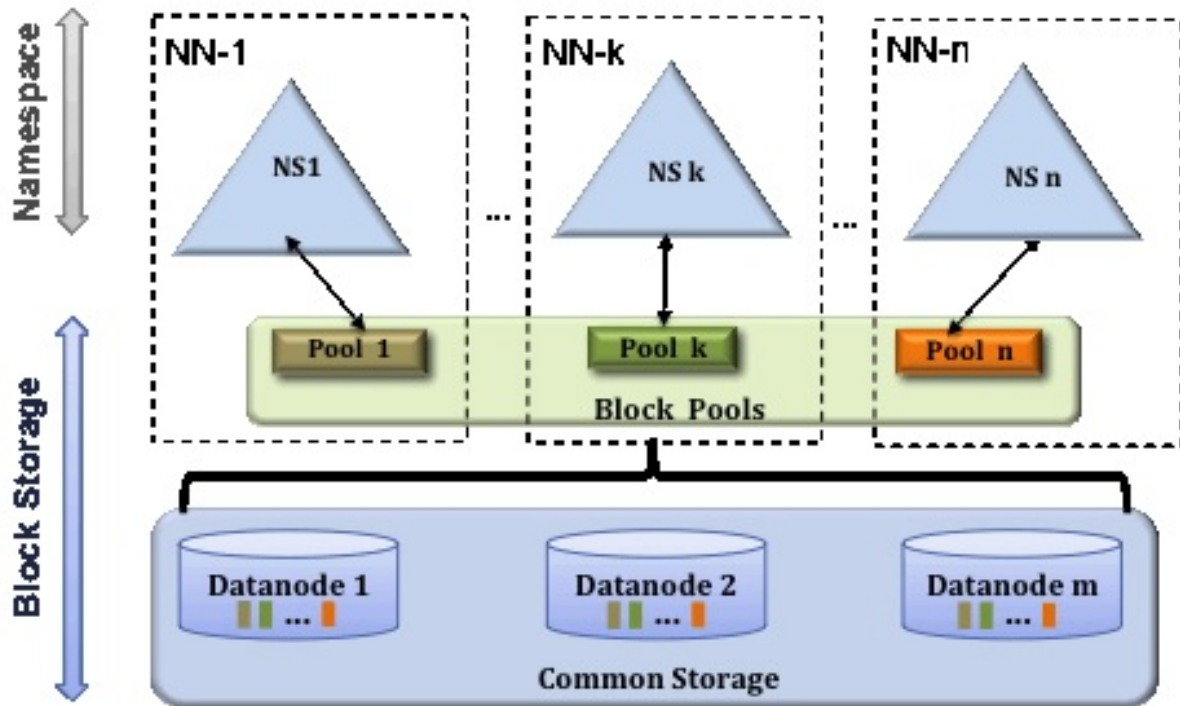 Namespace
NN-1
NN-k
NN-n
NS1
NS k
NS n
...
...
Block Storage
Pool 1
Pool k
Pool n
Block Pools
Datanode 1
...
Datanode 2
...
Datanode m
...
Common Storage